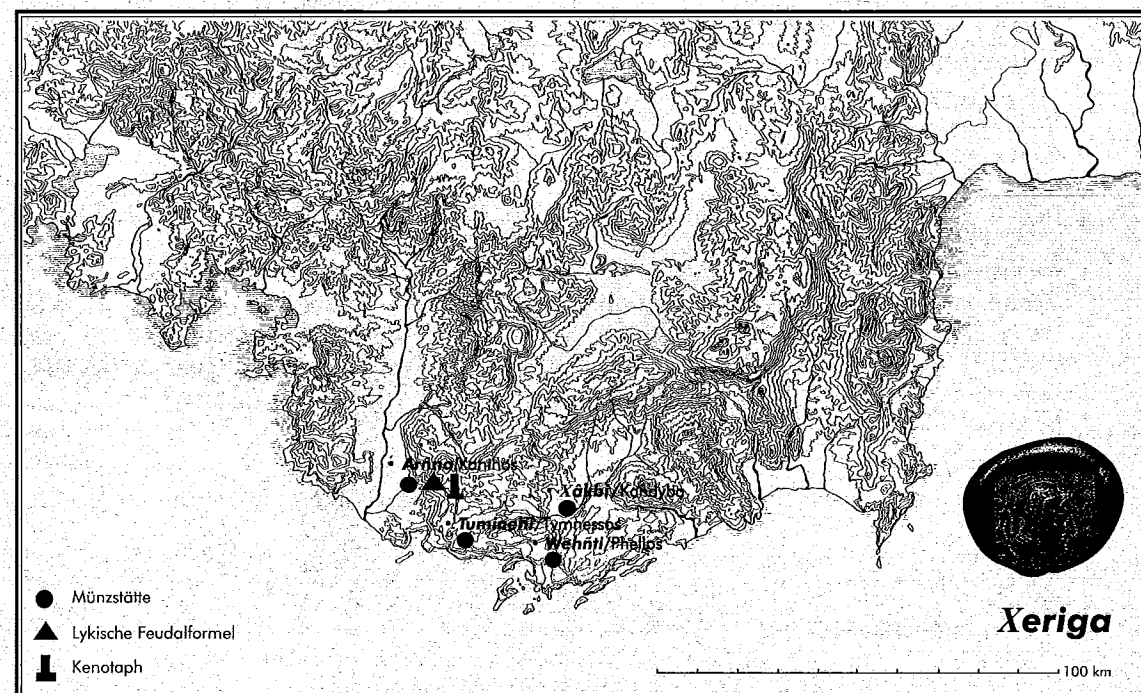 Arñna/Xanthos
Xãkbi/Kandyba
Tuminehi/Tymnessos
Wehñti/Phellos
Münzstätte
Lykische Feudalformel
Kenotaph
Xeriga
100 km